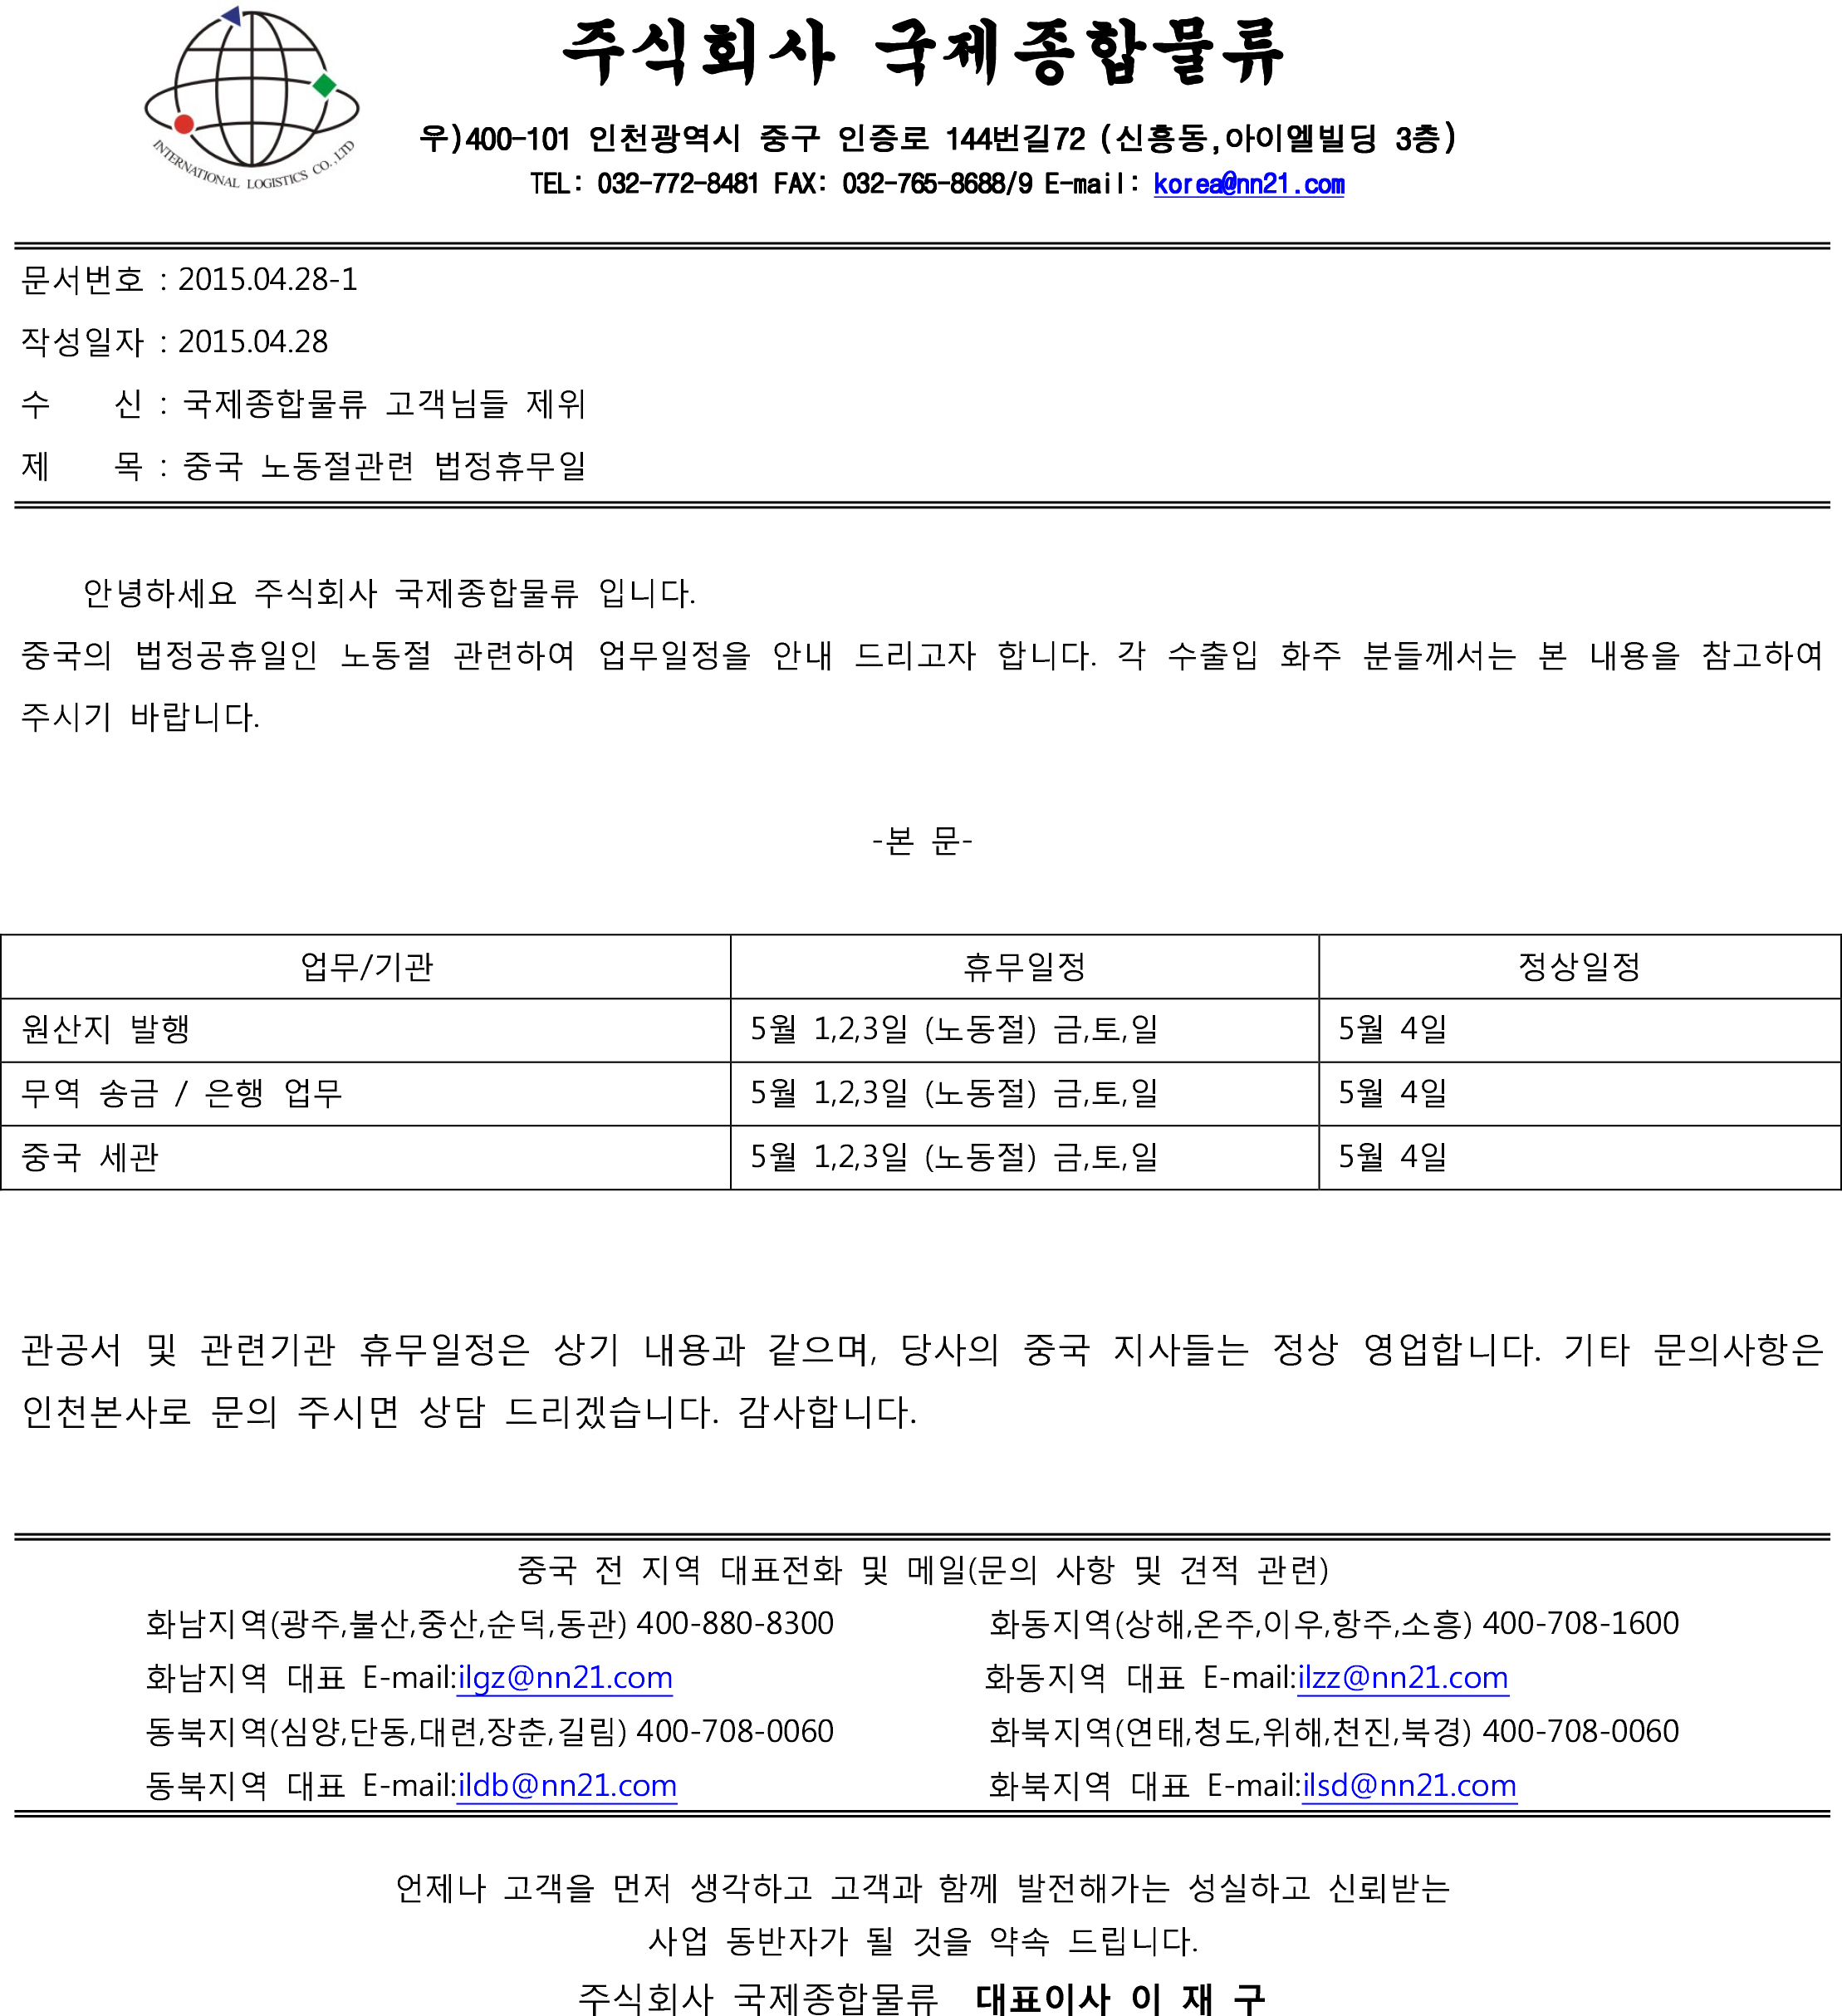 INTERNATIONAL LOGISTICS CO.,LTD
주식회사 국제종합물류
우)400-101 인천광역시 중구 인증로 144번길72 (신흥동,아이엘빌딩 3층)
TEL: 032-772-8481 FAX: 032-765-8688/9 E-mail: korea@nn21.com
문서번호 : 2015.04.28-1
작성일자 : 2015.04.28
수 신 : 국제종합물류 고객님들 제위
제 목 : 중국 노동절관련 법정휴무일
안녕하세요 주식회사 국제종합물류 입니다.
중국의 법정공휴일인 노동절 관련하여 업무일정을 안내 드리고자 합니다. 각 수출입 화주 분들께서는 본 내용을 참고하여
주시기 바랍니다.
-본 문-
업무/기관 휴무일정 정상일정
원산지 발행 5월 1,2,3일 (노동절) 금,토,일 5월 4일
무역 송금 / 은행 업무 5월 1,2,3일 (노동절) 금,토,일 5월 4일
중국 세관 5월 1,2,3일 (노동절) 금,토,일 5월 4일
관공서 및 관련기관 휴무일정은 상기 내용과 같으며, 당사의 중국 지사들는 정상 영업합니다. 기타 문의사항은
인천본사로 문의 주시면 상담 드리겠습니다. 감사합니다.
중국 전 지역 대표전화 및 메일(문의 사항 및 견적 관련)
화남지역(광주,불산,중산,순덕,동관) 400-880-8300 화동지역(상해,온주,이우,항주,소흥) 400-708-1600
화남지역 대표 E-mail:ilgz@nn21.com 화동지역 대표 E-mail:ilzz@nn21.com
동북지역(심양,단동,대련,장춘,길림) 400-708-0060 화북지역(연태,청도,위해,천진,북경) 400-708-0060
동북지역 대표 E-mail:ildb@nn21.com 화북지역 대표 E-mail:ilsd@nn21.com
언제나 고객을 먼저 생각하고 고객과 함께 발전해가는 성실하고 신뢰받는
사업 동반자가 될 것을 약속 드립니다.
주식회사 국제종합물류 대표이사 이 재 구